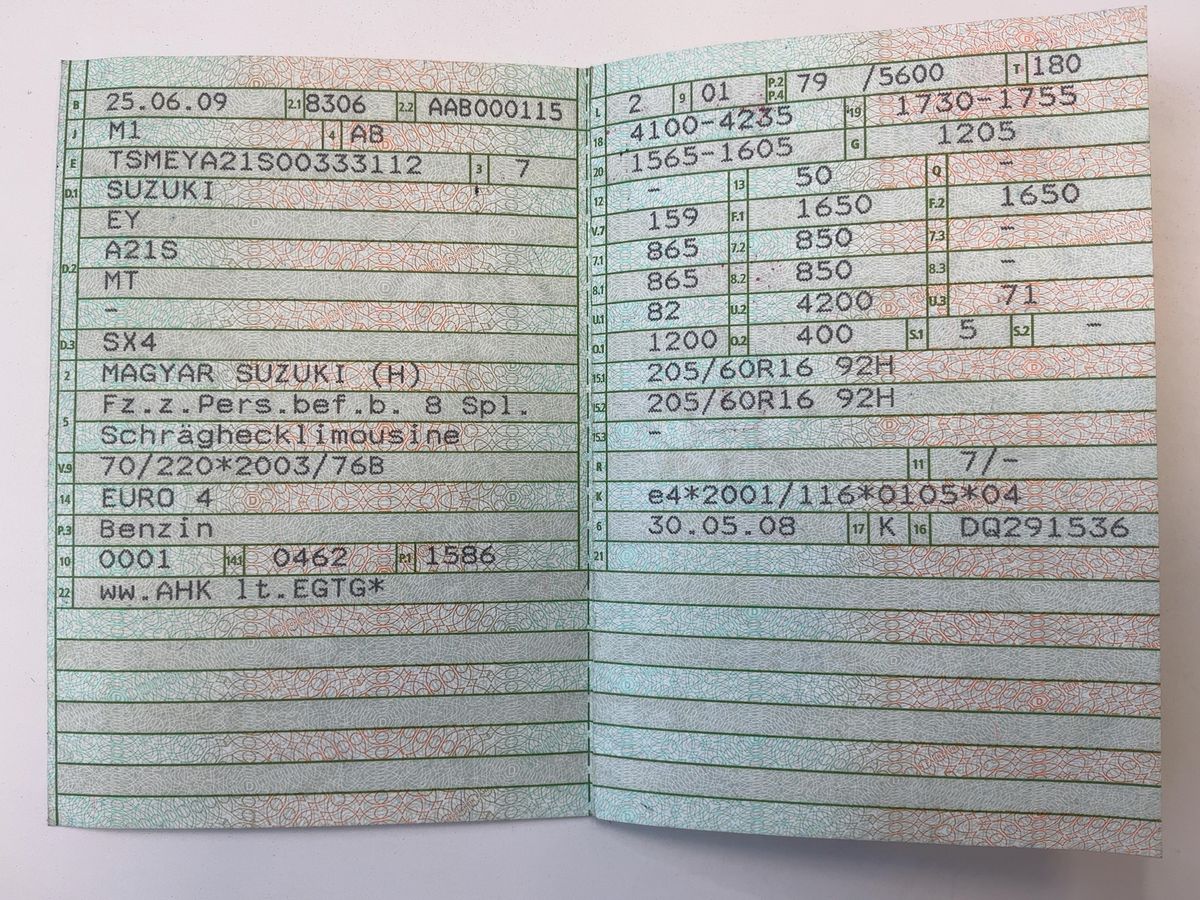 B 25.06.09 2.1 8306 2.2 AAB000115
J M1 4 AB
E TSMEYA21S00333112 3 7
D.1 SUZUKI
EY
D.2 A21S
MT
-
D.3 SX4
2 MAGYAR SUZUKI (H)
5 Fz.z.Pers.bef.b. 8 Spl.
Schräghecklimousine
V.9 70/220*2003/76B
14 EURO 4
P.3 Benzin
10 0001 14.1 0462 P.1 1586
22 ww.AHK lt.EGTG*
L 2 9 01 P.2 P.4 79 /5600 T 180
18 4100-4235 19 1730-1755
20 1565-1605 G 1205
12 - 13 50 Q -
V.7 159 F.1 1650 F.2 1650
7.1 865 7.2 850 7.3 -
8.1 865 8.2 850 8.3 -
U.1 82 U.2 4200 U.3 71
O.1 1200 O.2 400 S.1 5 S.2 -
15.1 205/60R16 92H
15.2 205/60R16 92H
15.3 -
R 11 7/-
K e4*2001/116*0105*04
6 30.05.08 17 K 16 DQ291536
21